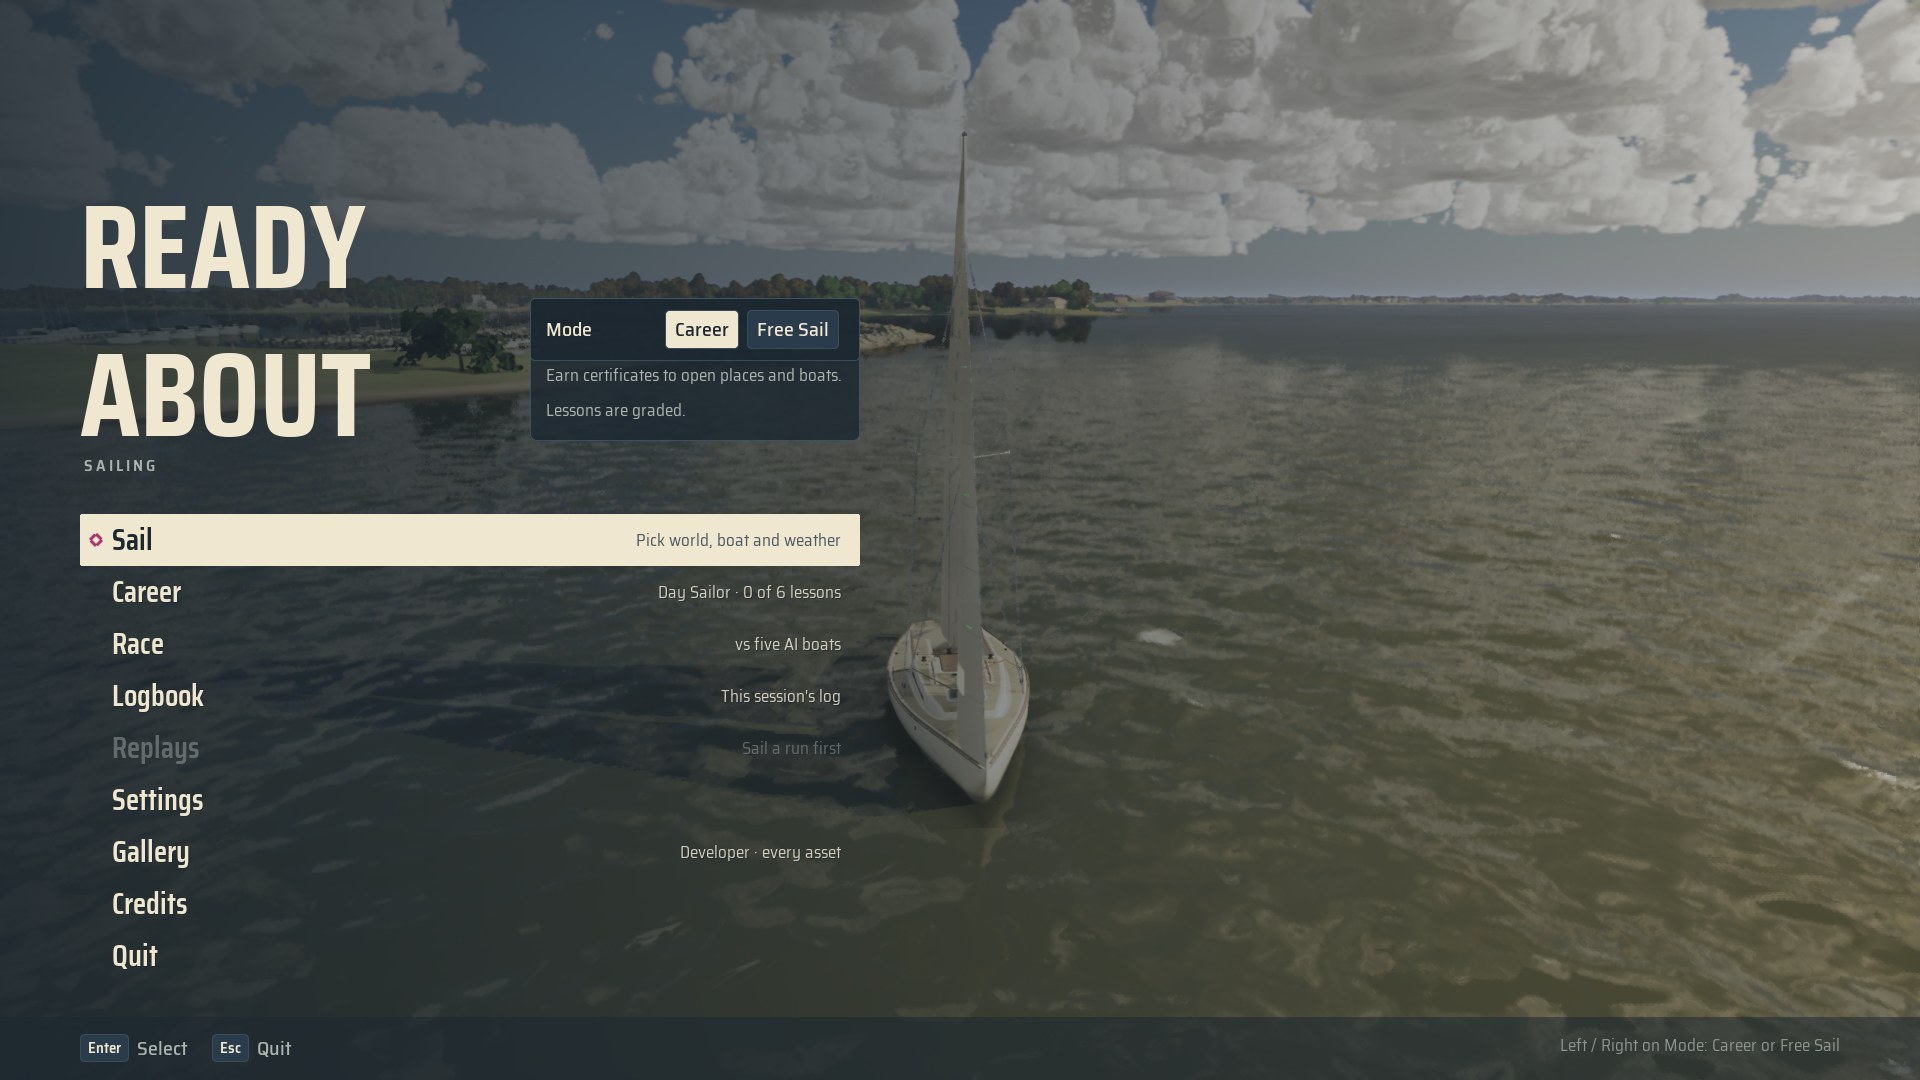 READY
ABOUT
SAILING
Mode Career Free Sail
Earn certificates to open places and boats.
Lessons are graded.
Sail Pick world, boat and weather
Career Day Sailor · 0 of 6 lessons
Race vs five AI boats
Logbook This session's log
Replays Sail a run first
Settings
Gallery Developer · every asset
Credits
Quit
Enter Select Esc Quit
Left / Right on Mode: Career or Free Sail